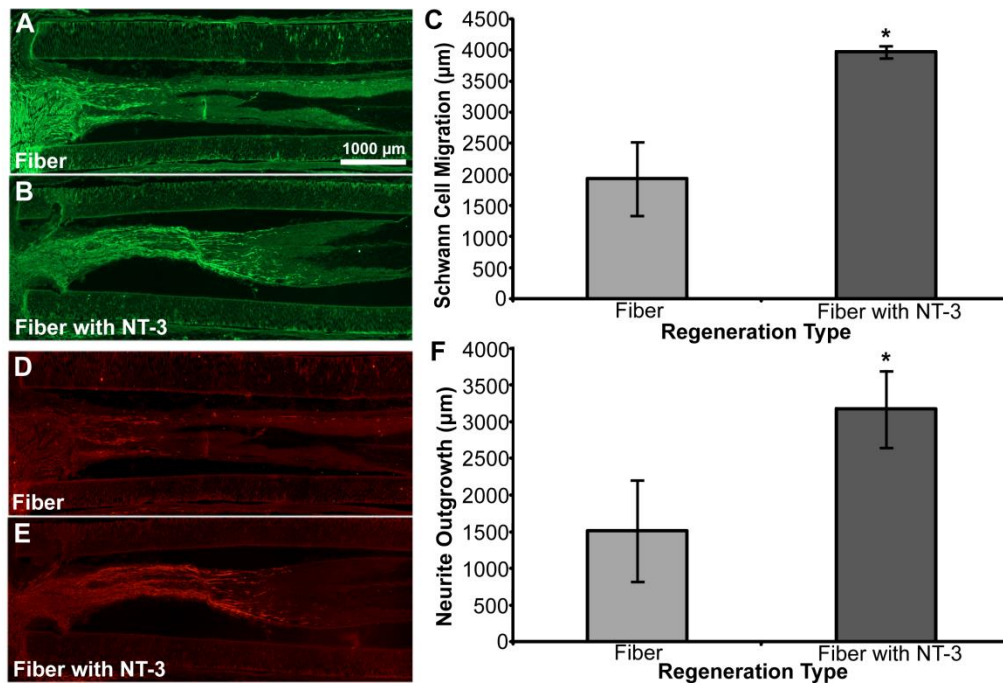 A
Fiber
1000 µm
B
Fiber with NT-3
C
Schwann Cell Migration (µm)
4500
4000
3500
3000
2500
2000
1500
1000
500
0
*
Fiber
Fiber with NT-3
Regeneration Type
D
Fiber
E
Fiber with NT-3
F
Neurite Outgrowth (µm)
4000
3500
3000
2500
2000
1500
1000
500
0
*
Fiber
Fiber with NT-3
Regeneration Type